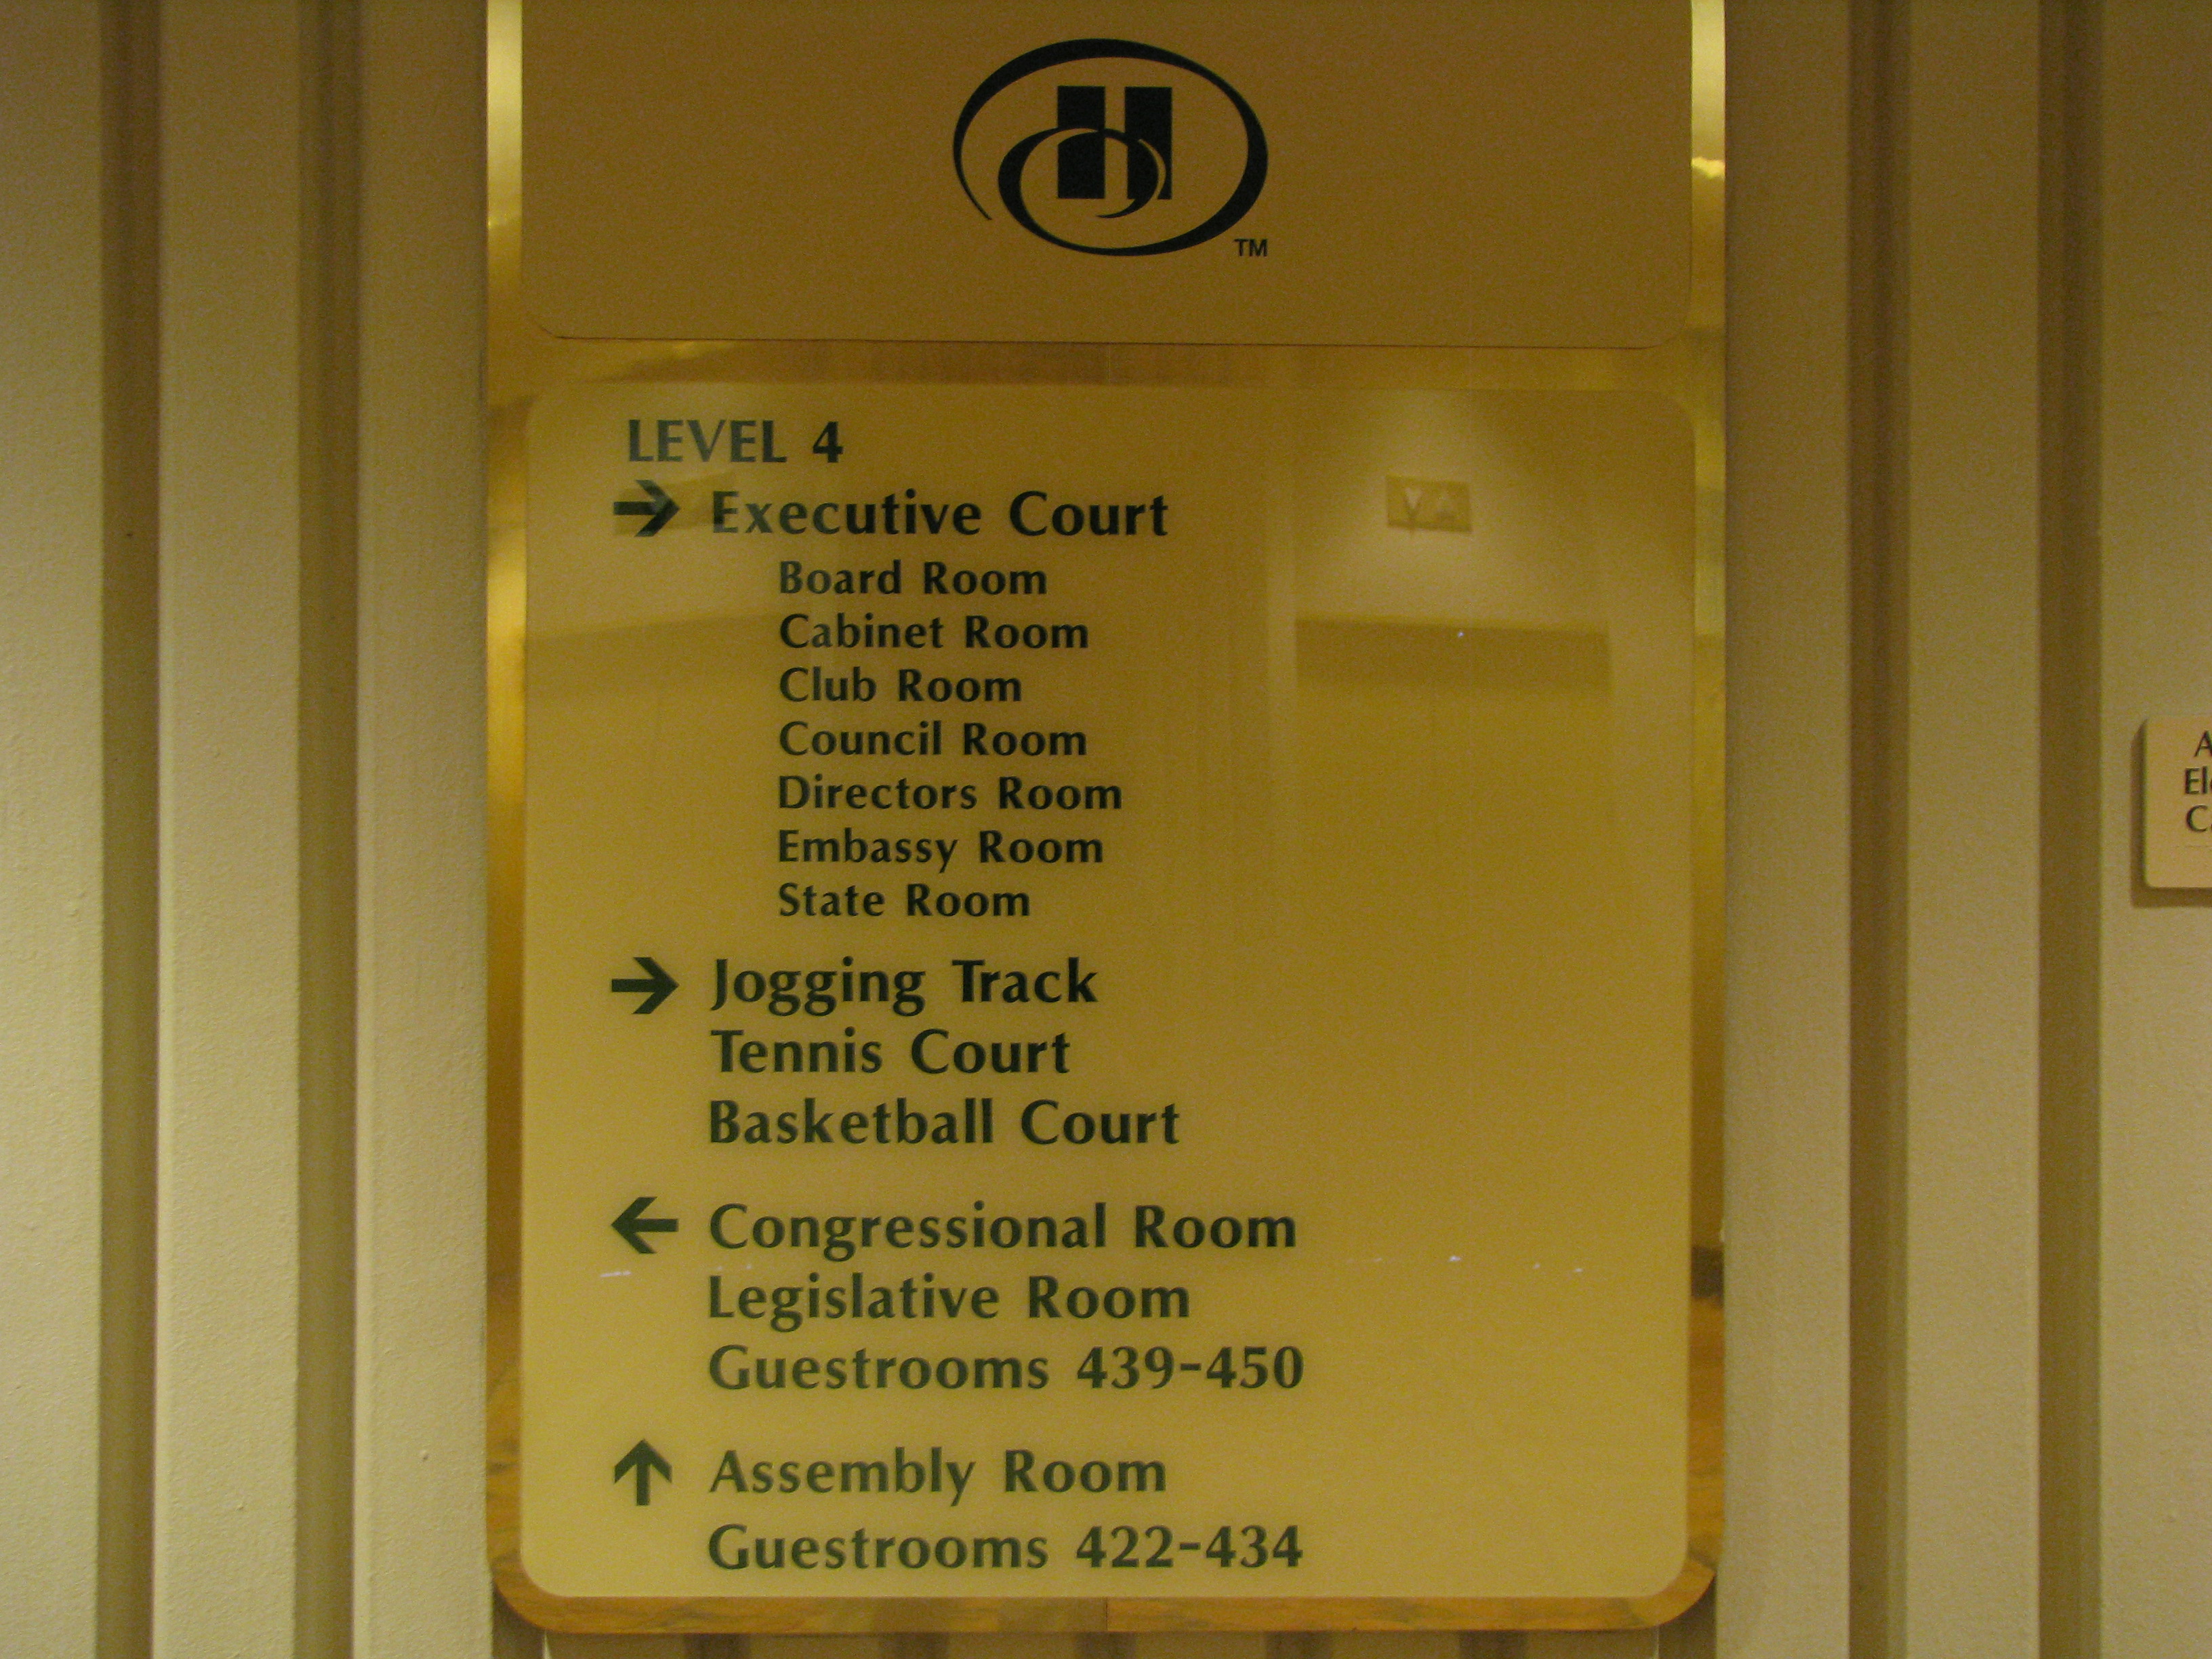 H
TM
LEVEL 4
→ Executive Court
Board Room
Cabinet Room
Club Room
Council Room
Directors Room
Embassy Room
State Room
→ Jogging Track
Tennis Court
Basketball Court
← Congressional Room
Legislative Room
Guestrooms 439-450
↑ Assembly Room
Guestrooms 422-434